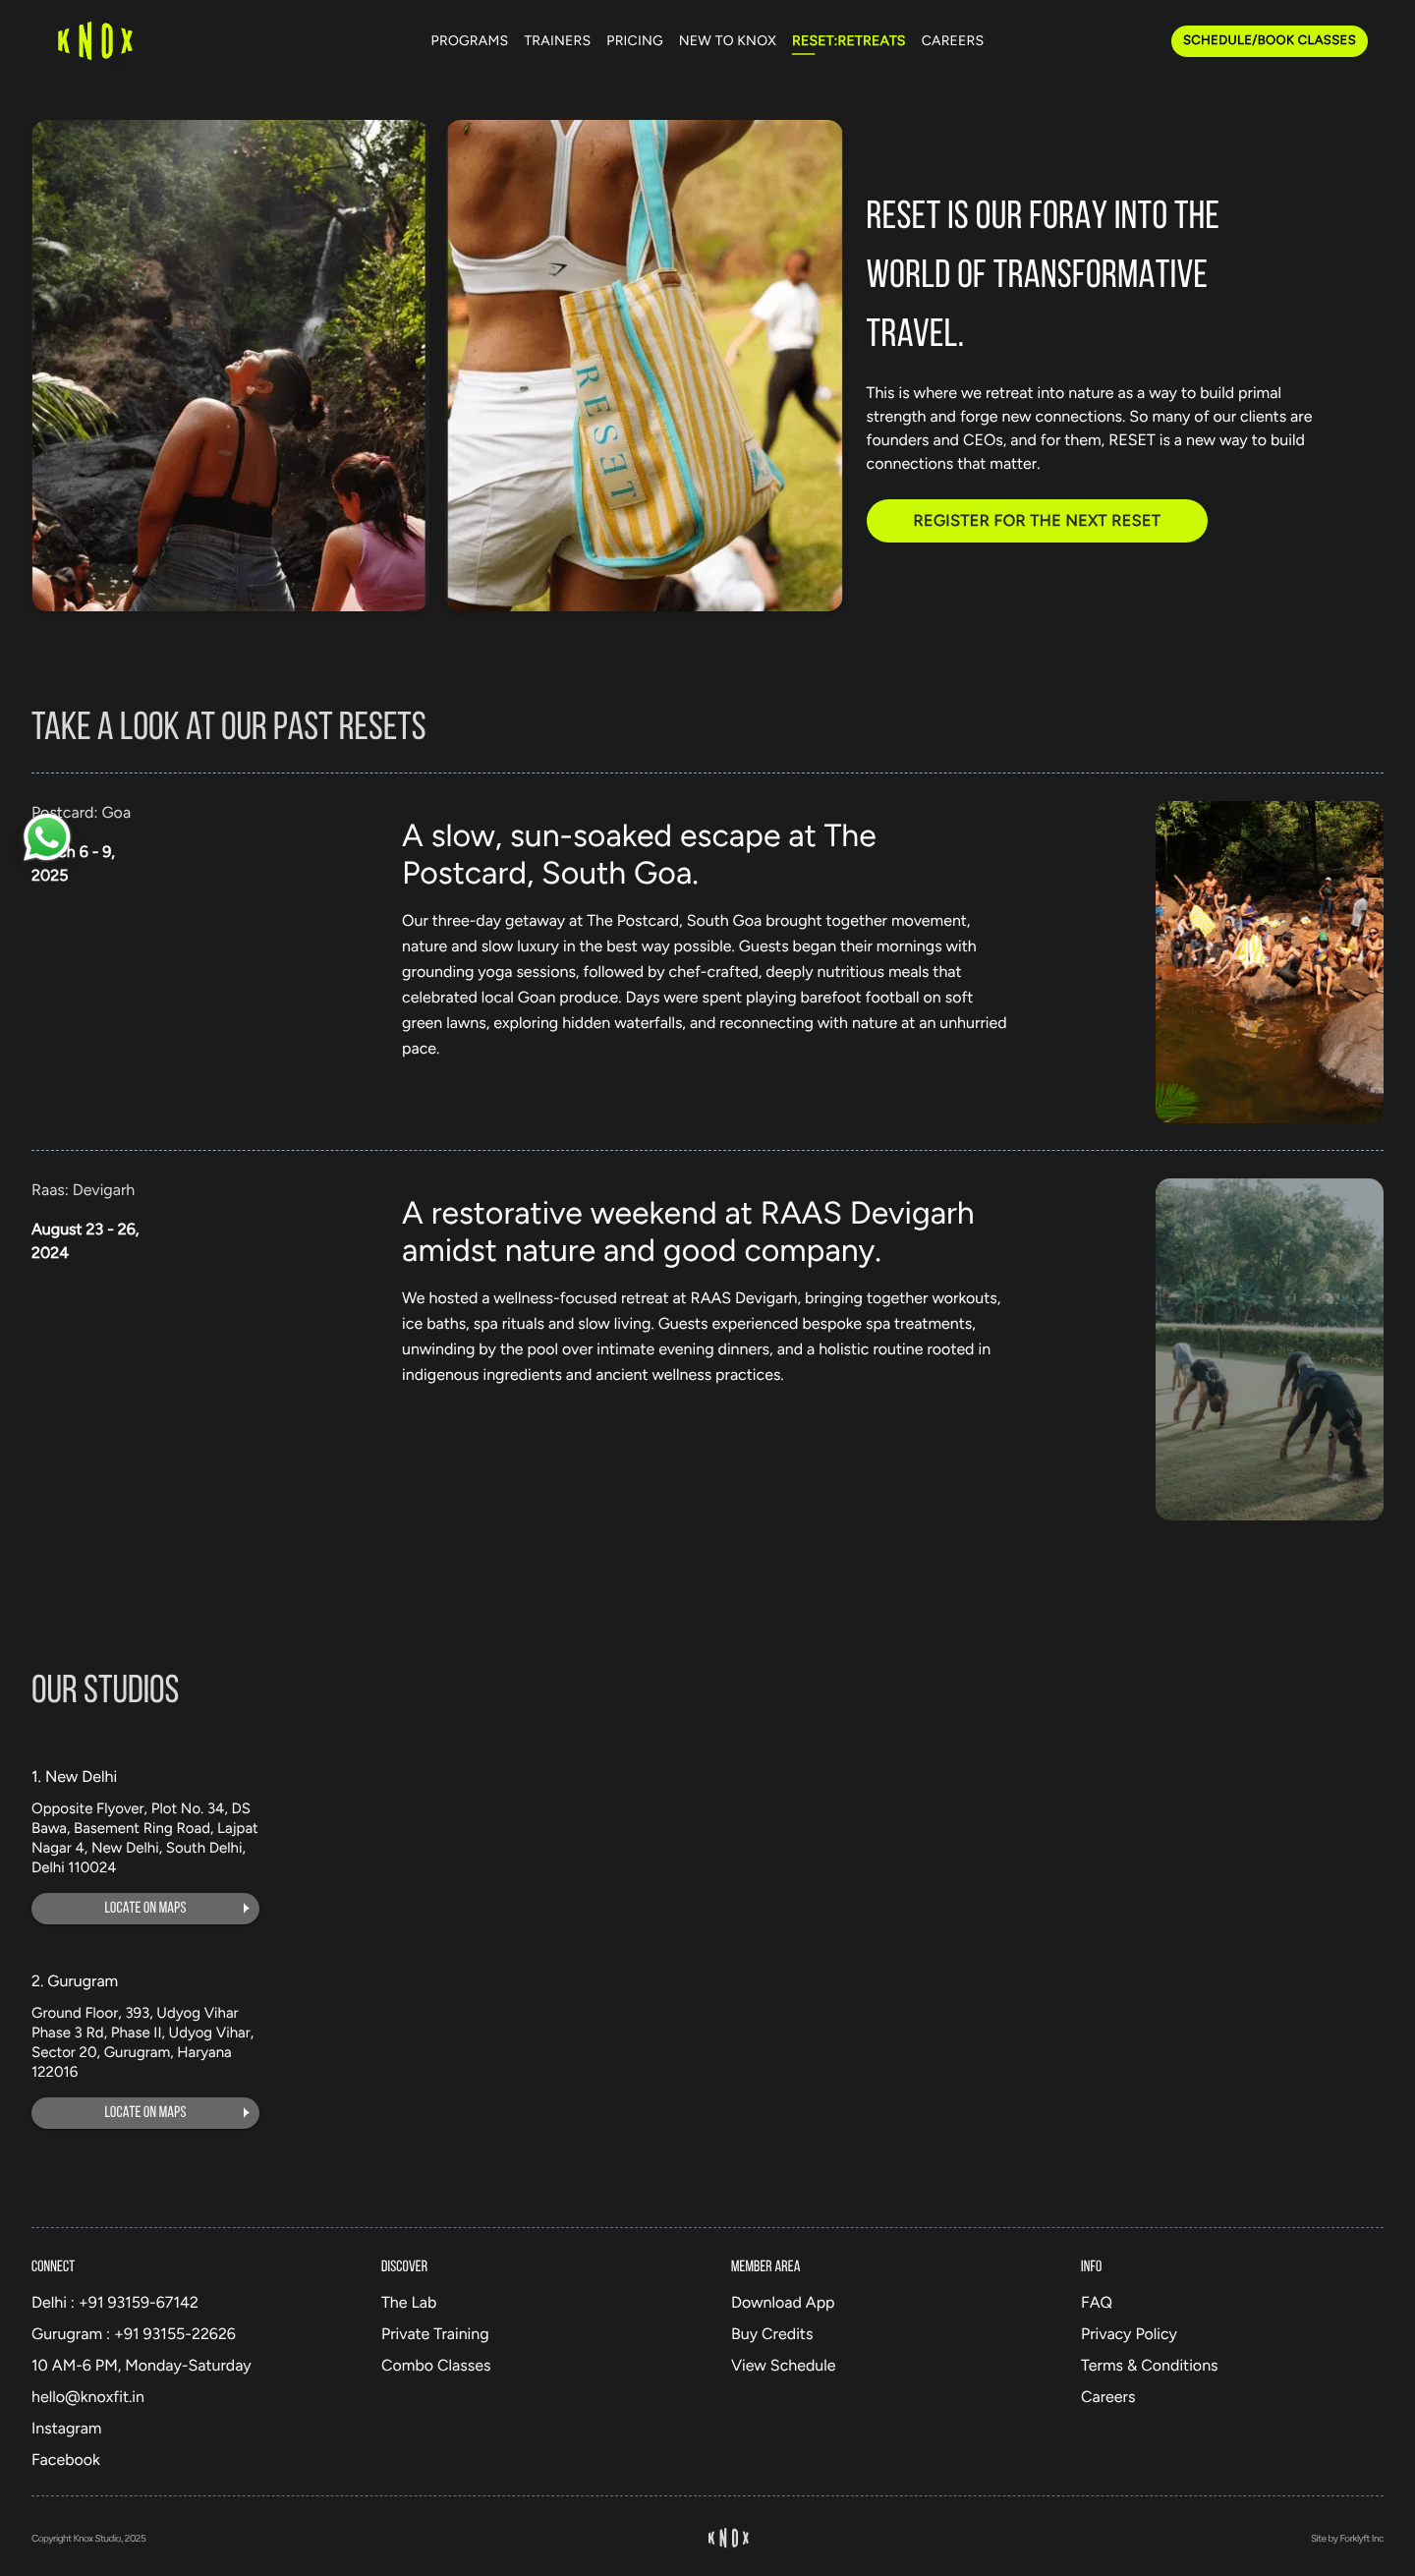 KNOX
PROGRAMS
TRAINERS
PRICING
NEW TO KNOX
RESET:RETREATS
CAREERS
SCHEDULE/BOOK CLASSES
RESET
RESET IS OUR FORAY INTO THE
WORLD OF TRANSFORMATIVE
TRAVEL.
This is where we retreat into nature as a way to build primal
strength and forge new connections. So many of our clients are
founders and CEOs, and for them, RESET is a new way to build
connections that matter.
REGISTER FOR THE NEXT RESET
TAKE A LOOK AT OUR PAST RESETS
Postcard: Goa
6 - 9,
2025
A slow, sun-soaked escape at The
Postcard, South Goa.
Our three-day getaway at The Postcard, South Goa brought together movement,
nature and slow luxury in the best way possible. Guests began their mornings with
grounding yoga sessions, followed by chef-crafted, deeply nutritious meals that
celebrated local Goan produce. Days were spent playing barefoot football on soft
green lawns, exploring hidden waterfalls, and reconnecting with nature at an unhurried
pace.
Raas: Devigarh
August 23 - 26,
2024
A restorative weekend at RAAS Devigarh
amidst nature and good company.
We hosted a wellness-focused retreat at RAAS Devigarh, bringing together workouts,
ice baths, spa rituals and slow living. Guests experienced bespoke spa treatments,
unwinding by the pool over intimate evening dinners, and a holistic routine rooted in
indigenous ingredients and ancient wellness practices.
OUR STUDIOS
1. New Delhi
Opposite Flyover, Plot No. 34, DS
Bawa, Basement Ring Road, Lajpat
Nagar 4, New Delhi, South Delhi,
Delhi 110024
LOCATE ON MAPS
2. Gurugram
Ground Floor, 393, Udyog Vihar
Phase 3 Rd, Phase II, Udyog Vihar,
Sector 20, Gurugram, Haryana
122016
LOCATE ON MAPS
CONNECT
Delhi : +91 93159-67142
Gurugram : +91 93155-22626
10 AM-6 PM, Monday-Saturday
hello@knoxfit.in
Instagram
Facebook
DISCOVER
The Lab
Private Training
Combo Classes
MEMBER AREA
Download App
Buy Credits
View Schedule
INFO
FAQ
Privacy Policy
Terms & Conditions
Careers
Copyright Knox Studio, 2025
KNOX
Site by Forklyft Inc